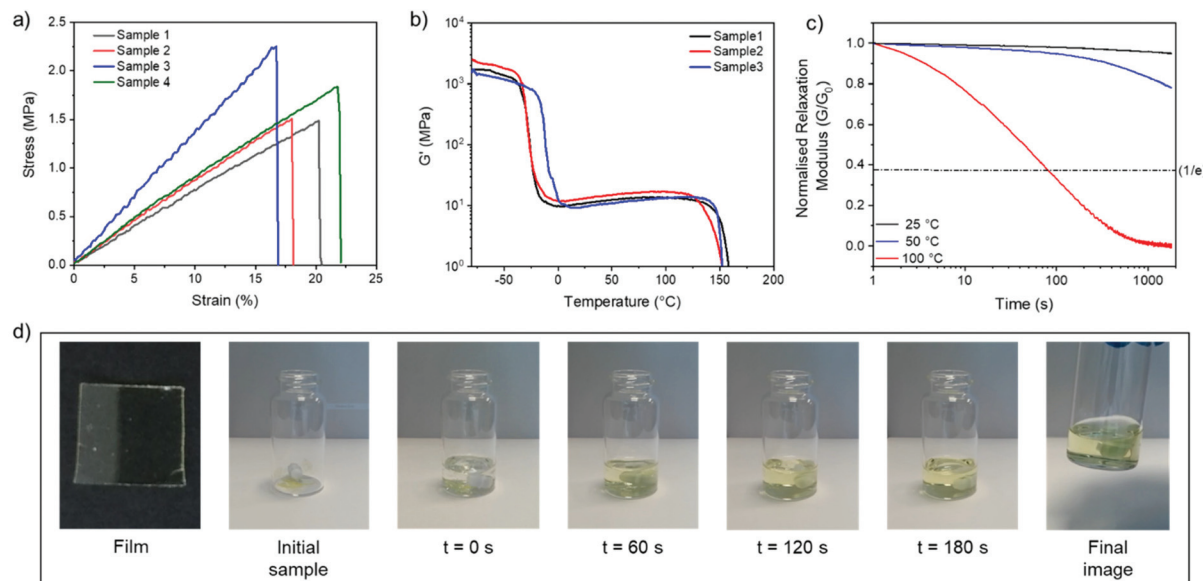 a)
Stress (MPa)
2.5
2.0
1.5
1.0
0.5
0.0
Sample 1
Sample 2
Sample 3
Sample 4
0 5 10 15 20 25
Strain (%)
b)
G' (MPa)
10⁴
10³
10²
10¹
10⁰
Sample1
Sample2
Sample3
-50 0 50 100 150 200
Temperature (°C)
c)
Normalised Relaxation
Modulus (G/G₀)
1.0
0.8
0.6
0.4
0.2
0.0
(1/e
25 °C
50 °C
100 °C
1 10 100 1000
Time (s)
d)
Film
Initial
sample
t = 0 s
t = 60 s
t = 120 s
t = 180 s
Final
image